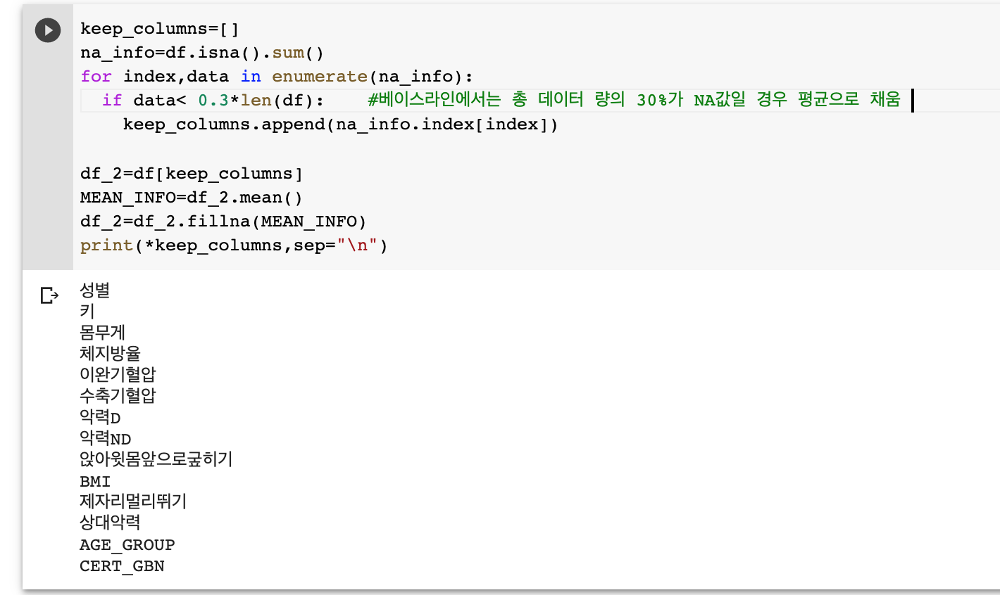 keep_columns=[]
na_info=df.isna().sum()
for index,data in enumerate(na_info):
  if data< 0.3*len(df):    #베이스라인에서는 총 데이터 량의 30%가 NA값일 경우 평균으로 채움
    keep_columns.append(na_info.index[index])

df_2=df[keep_columns]
MEAN_INFO=df_2.mean()
df_2=df_2.fillna(MEAN_INFO)
print(*keep_columns,sep="\n")
성별
키
몸무게
체지방율
이완기혈압
수축기혈압
악력D
악력ND
앉아윗몸앞으로굽히기
BMI
제자리멀리뛰기
상대악력
AGE_GROUP
CERT_GBN